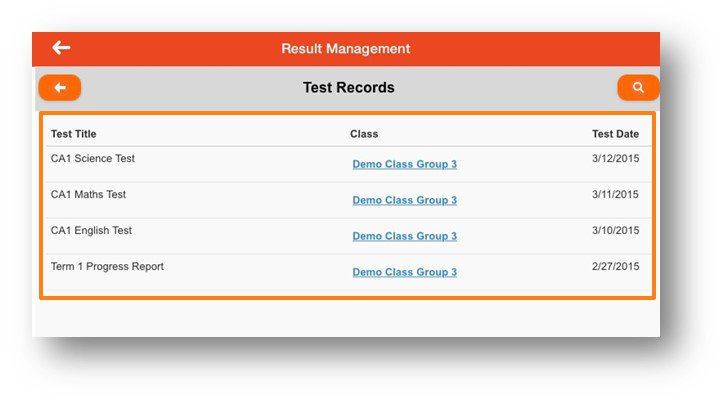 Result Management
Test Records
Test Title Class Test Date
CA1 Science Test Demo Class Group 3 3/12/2015
CA1 Maths Test Demo Class Group 3 3/11/2015
CA1 English Test Demo Class Group 3 3/10/2015
Term 1 Progress Report Demo Class Group 3 2/27/2015